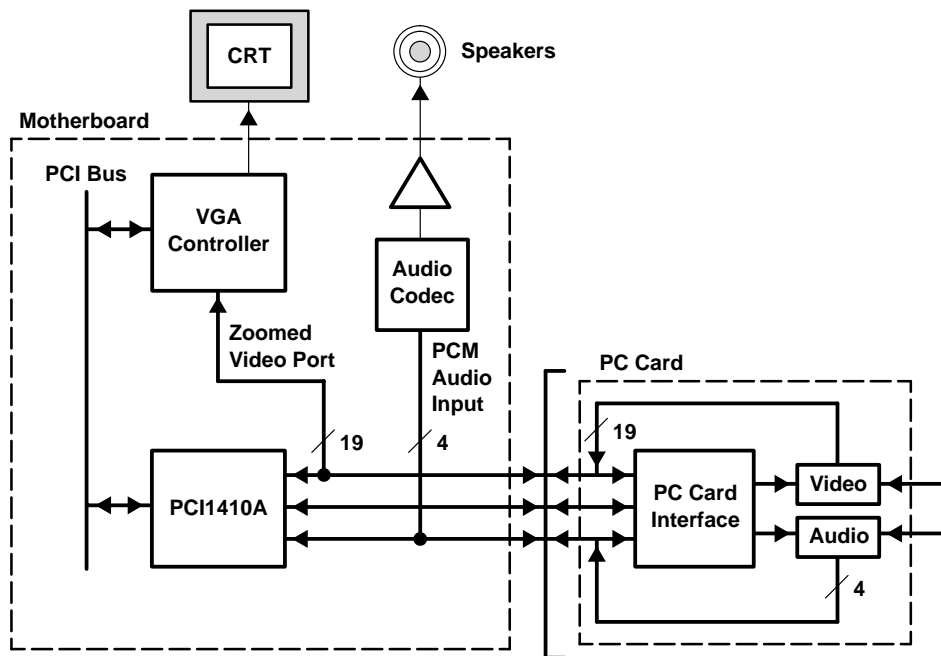 CRT
Speakers
Motherboard
PCI Bus
VGA
Controller
Audio
Codec
Zoomed
Video Port
PCM
Audio
Input
PC Card
19
4
19
PCI1410A
PC Card
Interface
Video
Audio
4